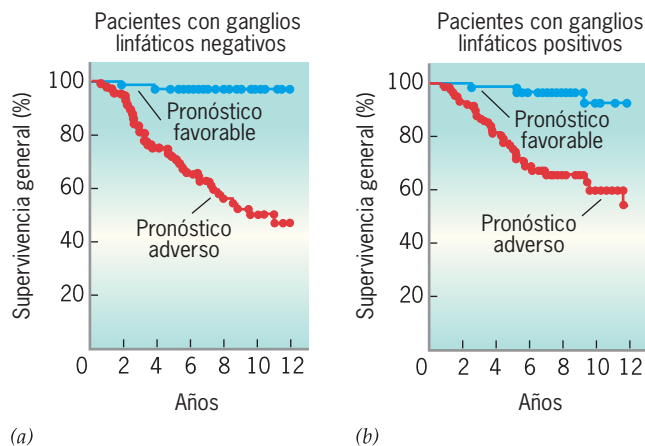 Pacientes con ganglios
linfáticos negativos
Supervivencia general (%)
100
80
60
40
20
0
2
4
6
8
10
12
Pronóstico
favorable
Pronóstico
adverso
Años
(a)
Pacientes con ganglios
linfáticos positivos
Supervivencia general (%)
100
80
60
40
20
0
2
4
6
8
10
12
Pronóstico
favorable
Pronóstico
adverso
Años
(b)